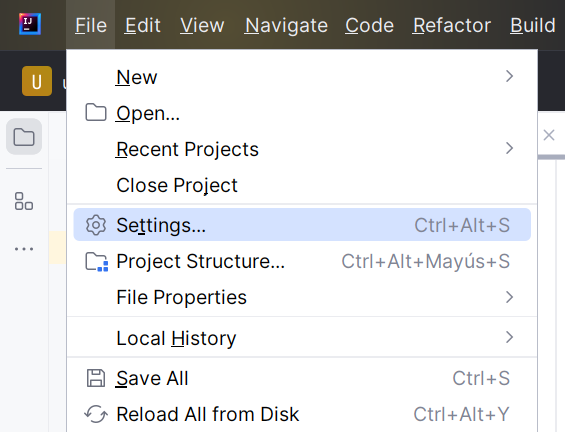 IJ File Edit View Navigate Code Refactor Build
U
New
Open...
Recent Projects
Close Project
Settings... Ctrl+Alt+S
Project Structure... Ctrl+Alt+Mayús+S
File Properties
Local History
Save All Ctrl+S
Reload All from Disk Ctrl+Alt+Y